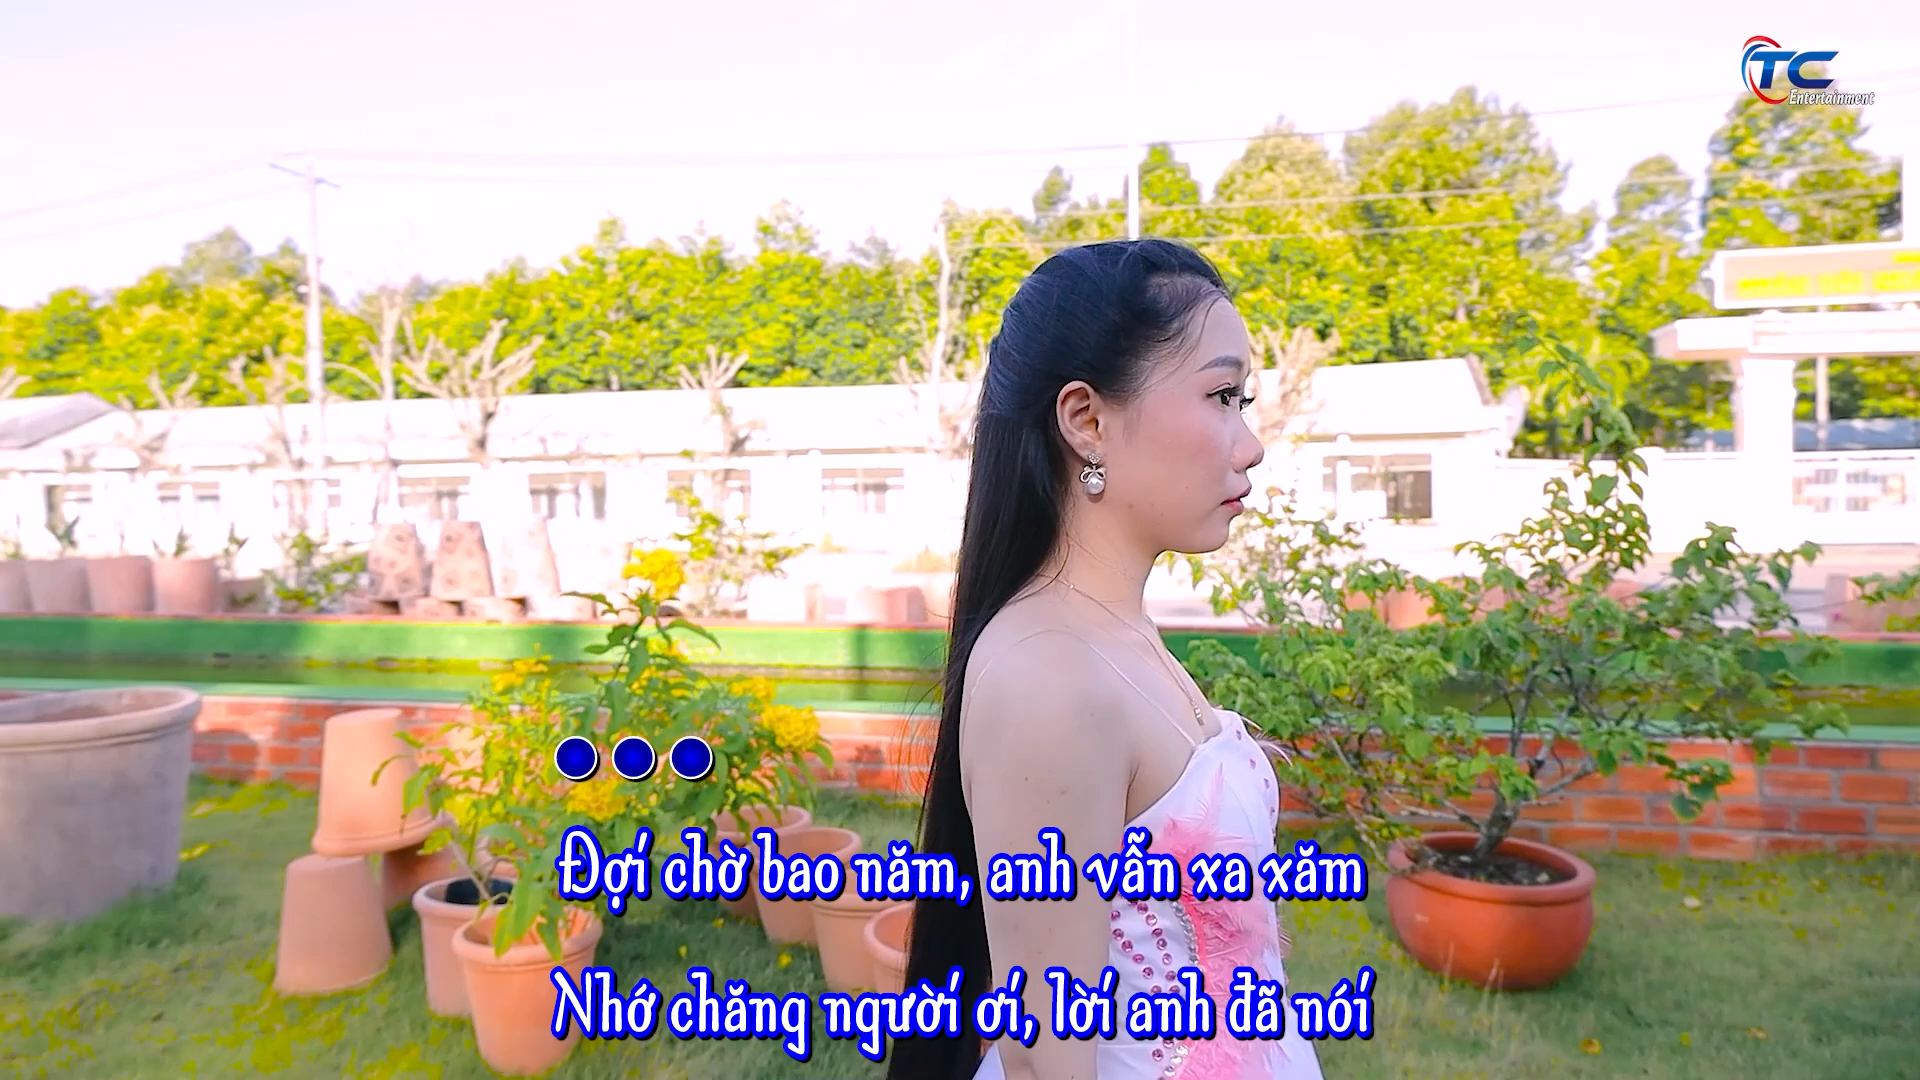 TC
Entertainment
Đợi chờ bao năm, anh vẫn xa xăm
Nhớ chăng người ơi, lời anh đã nói